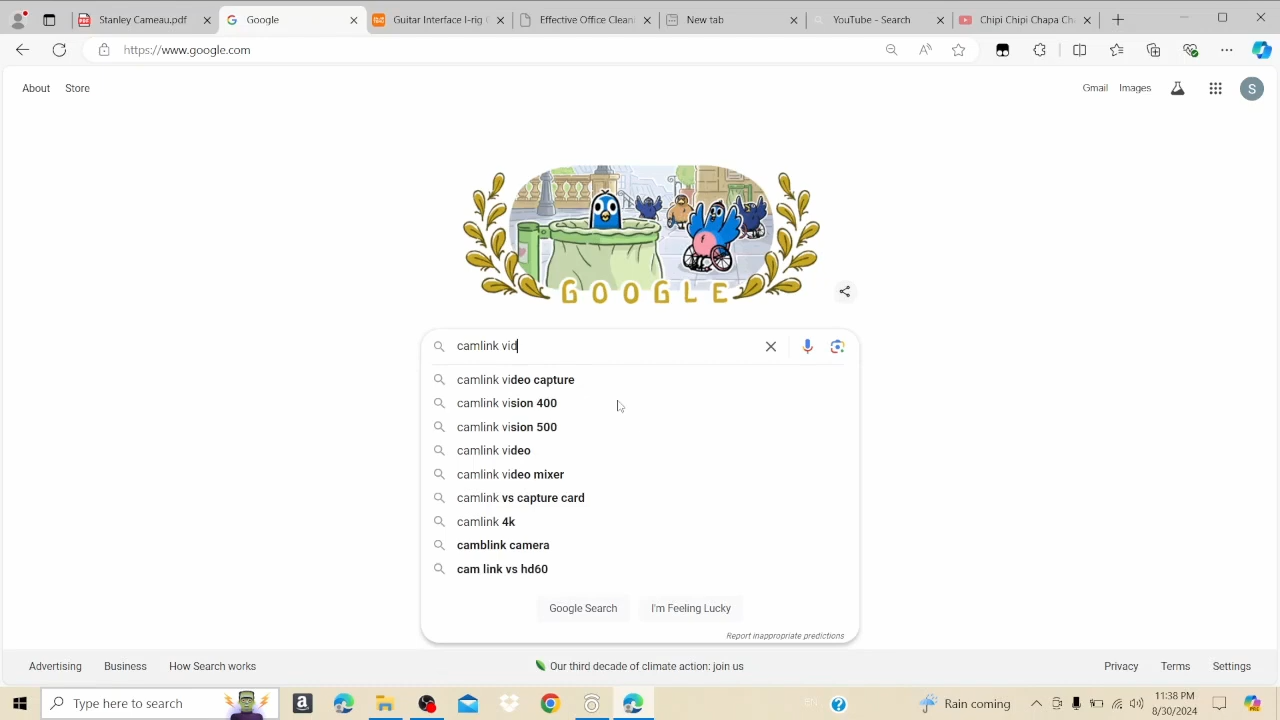 Stanley Cameau.pdf
Google
Guitar Interface I-rig
Effective Office Cleani
New tab
YouTube - Search
Chipi Chipi Chapa Ch
https://www.google.com
About
Store
Gmail
Images
S
GOOGLE
camlink vid
camlink video capture
camlink vision 400
camlink vision 500
camlink video
camlink video mixer
camlink vs capture card
camlink 4k
camblink camera
cam link vs hd60
Google Search
I'm Feeling Lucky
Report inappropriate predictions
Advertising
Business
How Search works
Our third decade of climate action: join us
Privacy
Terms
Settings
Type here to search
Rain coming
11:38 PM
8/30/2024